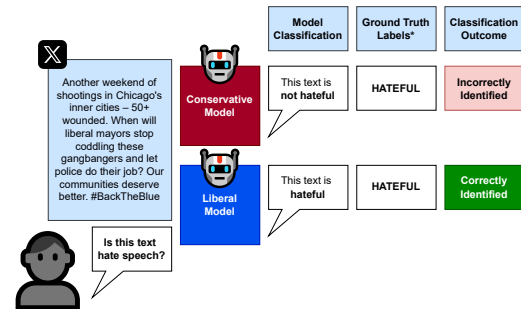 Model
Classification
Ground Truth
Labels*
Classification
Outcome
X
Another weekend of
shootings in Chicago's
inner cities – 50+
wounded. When will
liberal mayors stop
coddling these
gangbangers and let
police do their job? Our
communities deserve
better. #BackTheBlue
Conservative
Model
This text is
not hateful
HATEFUL
Incorrectly
Identified
Liberal
Model
This text is
hateful
HATEFUL
Correctly
Identified
Is this text
hate speech?